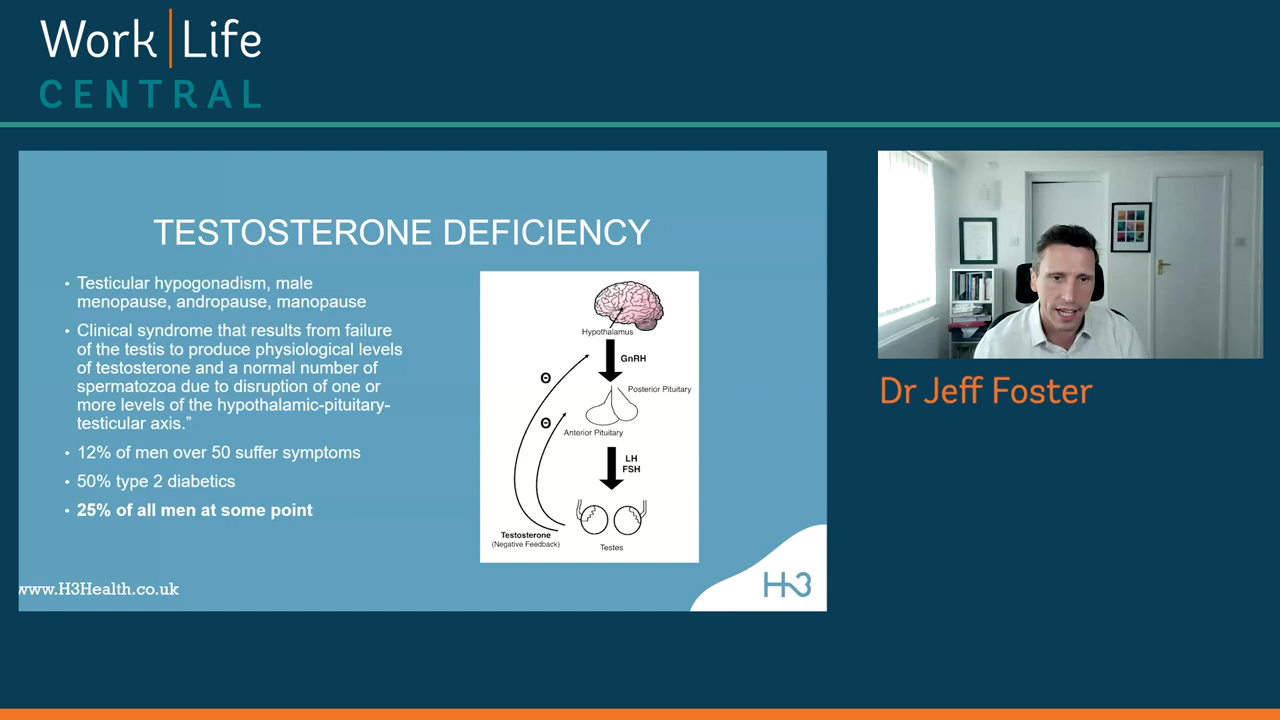 Work|Life
CENTRAL
TESTOSTERONE DEFICIENCY
• Testicular hypogonadism, male
menopause, andropause, manopause
• Clinical syndrome that results from failure
of the testis to produce physiological levels
of testosterone and a normal number of
spermatozoa due to disruption of one or
more levels of the hypothalamic-pituitary-
testicular axis.”
• 12% of men over 50 suffer symptoms
• 50% type 2 diabetics
• 25% of all men at some point
Hypothalamus
GnRH
Θ
Posterior Pituitary
Θ
Anterior Pituitary
LH
FSH
Testosterone
(Negative Feedback)
Testes
www.H3Health.co.uk
H3
Dr Jeff Foster